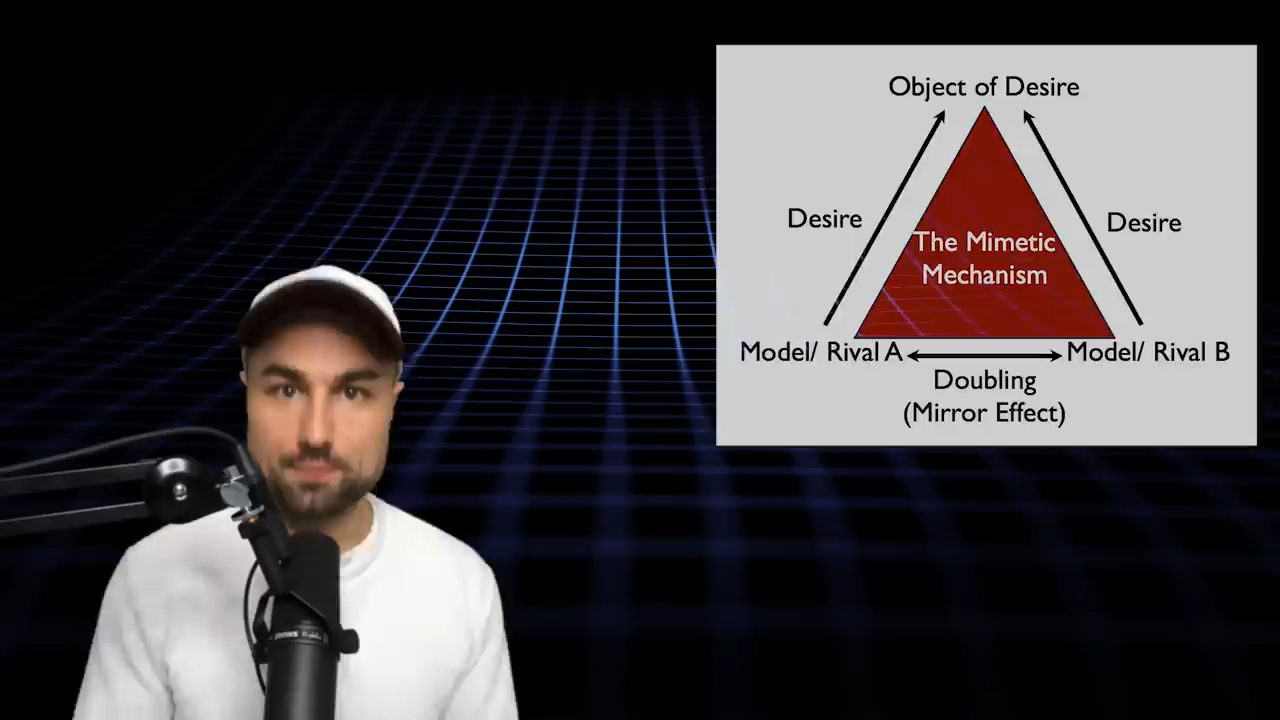 Object of Desire
Desire
Desire
The Mimetic
Mechanism
Model/ Rival A
Model/ Rival B
Doubling
(Mirror Effect)